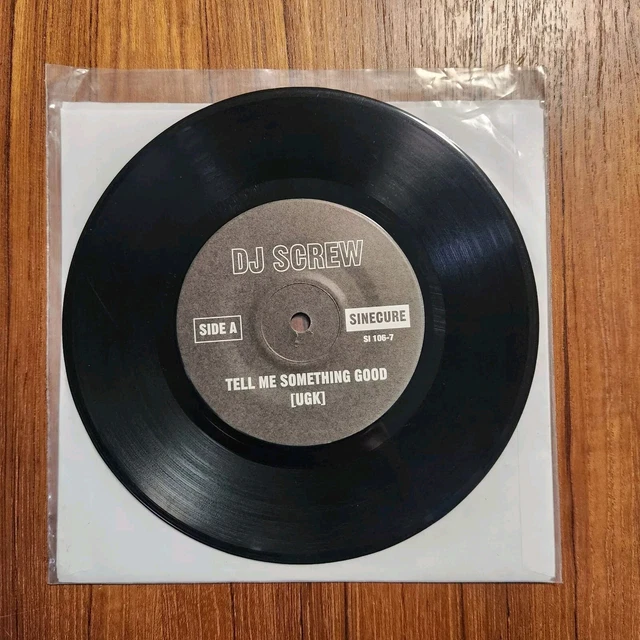 DJ SCREW
SIDE A
SINECURE
SI 106-7
TELL ME SOMETHING GOOD
[UGK]